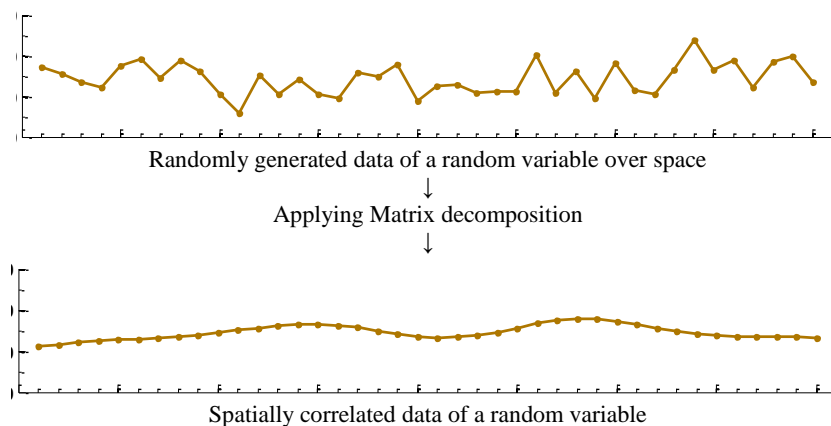 Randomly generated data of a random variable over space
↓
Applying Matrix decomposition
↓
Spatially correlated data of a random variable